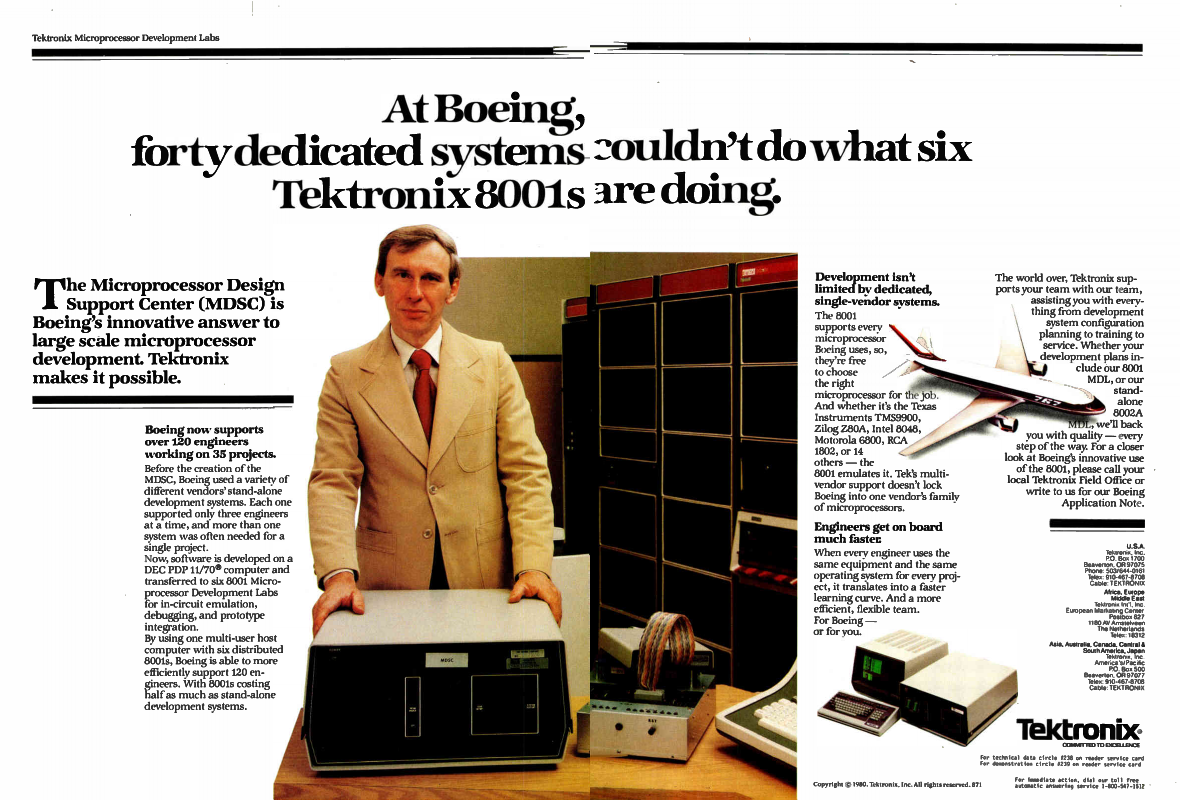 Tektronix Microprocessor Development Labs
At Boeing,
forty dedicated systems couldn't do what six
Tektronix 8001s are doing.
The Microprocessor Design
Support Center (MDSC) is
Boeing's innovative answer to
large scale microprocessor
development. Tektronix
makes it possible.
Boeing now supports
over 120 engineers
working on 35 projects.
Before the creation of the
MDSC, Boeing used a variety of
different vendors' stand-alone
development systems. Each one
supported only three engineers
at a time, and more than one
system was often needed for a
single project.
Now, software is developed on a
DEC PDP 11/70® computer and
transferred to six 8001 Micro-
processor Development Labs
for in-circuit emulation,
debugging, and prototype
integration.
By using one multi-user host
computer with six distributed
8001s, Boeing is able to more
efficiently support 120 en-
gineers. With 8001s costing
half as much as stand-alone
development systems.
MDSC
Development isn't
limited by dedicated,
single-vendor systems.
The 8001
supports every
microprocessor
Boeing uses, so,
they're free
to choose
the right
microprocessor for the job.
And whether it's the Texas
Instruments TMS9900,
Zilog Z80A, Intel 8048,
Motorola 6800, RCA
1802, or 14
others — the
8001 emulates it. Tek's multi-
vendor support doesn't lock
Boeing into one vendor's family
of microprocessors.
Engineers get on board
much faster.
When every engineer uses the
same equipment and the same
operating system for every proj-
ect, it translates into a faster
learning curve. And a more
efficient, flexible team.
For Boeing —
or for you.
The world over, Tektronix sup-
ports your team with our team,
assisting you with every-
thing from development
system configuration
planning to training to
service. Whether your
development plans in-
clude our 8001
MDL, or our
stand-
alone
8002A
MDL, we'll back
you with quality — every
step of the way. For a closer
look at Boeing's innovative use
of the 8001, please call your
local Tektronix Field Office or
write to us for our Boeing
Application Note.
767
U.S.A.
Tektronix, Inc.
P.O. Box 1700
Beaverton, OR 97075
Phone: 503/644-0161
Telex: 910-467-8708
Cable: TEKTRONIX
Africa, Europe
Middle East
Tektronix Int'l, Inc.
European Marketing Center
Postbox 827
1180 AV Amstelveen
The Netherlands
Telex: 18312
Asia, Australia, Canada, Central &
South America, Japan
Tektronix, Inc.
America's/Pacific
P.O. Box 500
Beaverton, OR 97077
Telex: 910-467-8708
Cable: TEKTRONIX
Tektronix®
COMMITTED TO EXCELLENCE
For technical data circle #238 on reader service card
For demonstration circle #239 on reader service card
Copyright © 1980, Tektronix, Inc. All rights reserved. 871
For immediate action, dial our toll free
automatic answering service 1-800-547-1512